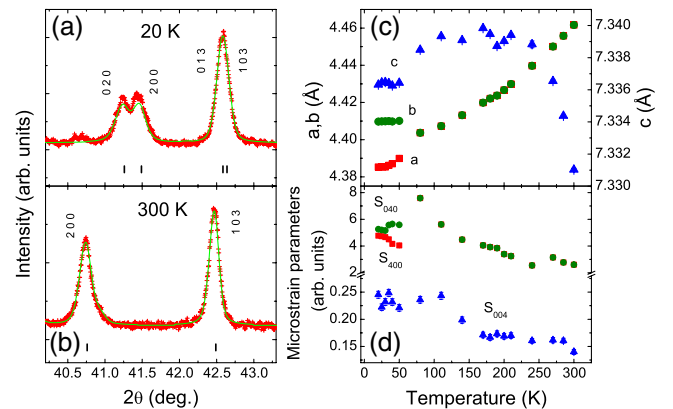 (a)
20 K
0 2 0
2 0 0
0 1 3
1 0 3
(b)
300 K
2 0 0
1 0 3
Intensity (arb. units)
40.5 41.0 41.5 42.0 42.5 43.0
2θ (deg.)
(c)
4.46
4.44
4.42
4.40
4.38
a,b (Å)
c
b
a
7.340
7.338
7.336
7.334
7.332
7.330
c (Å)
(d)
8
6
4
2
0.25
0.20
0.15
Microstrain parameters
(arb. units)
S040
S400
S004
0 50 100 150 200 250 300
Temperature (K)